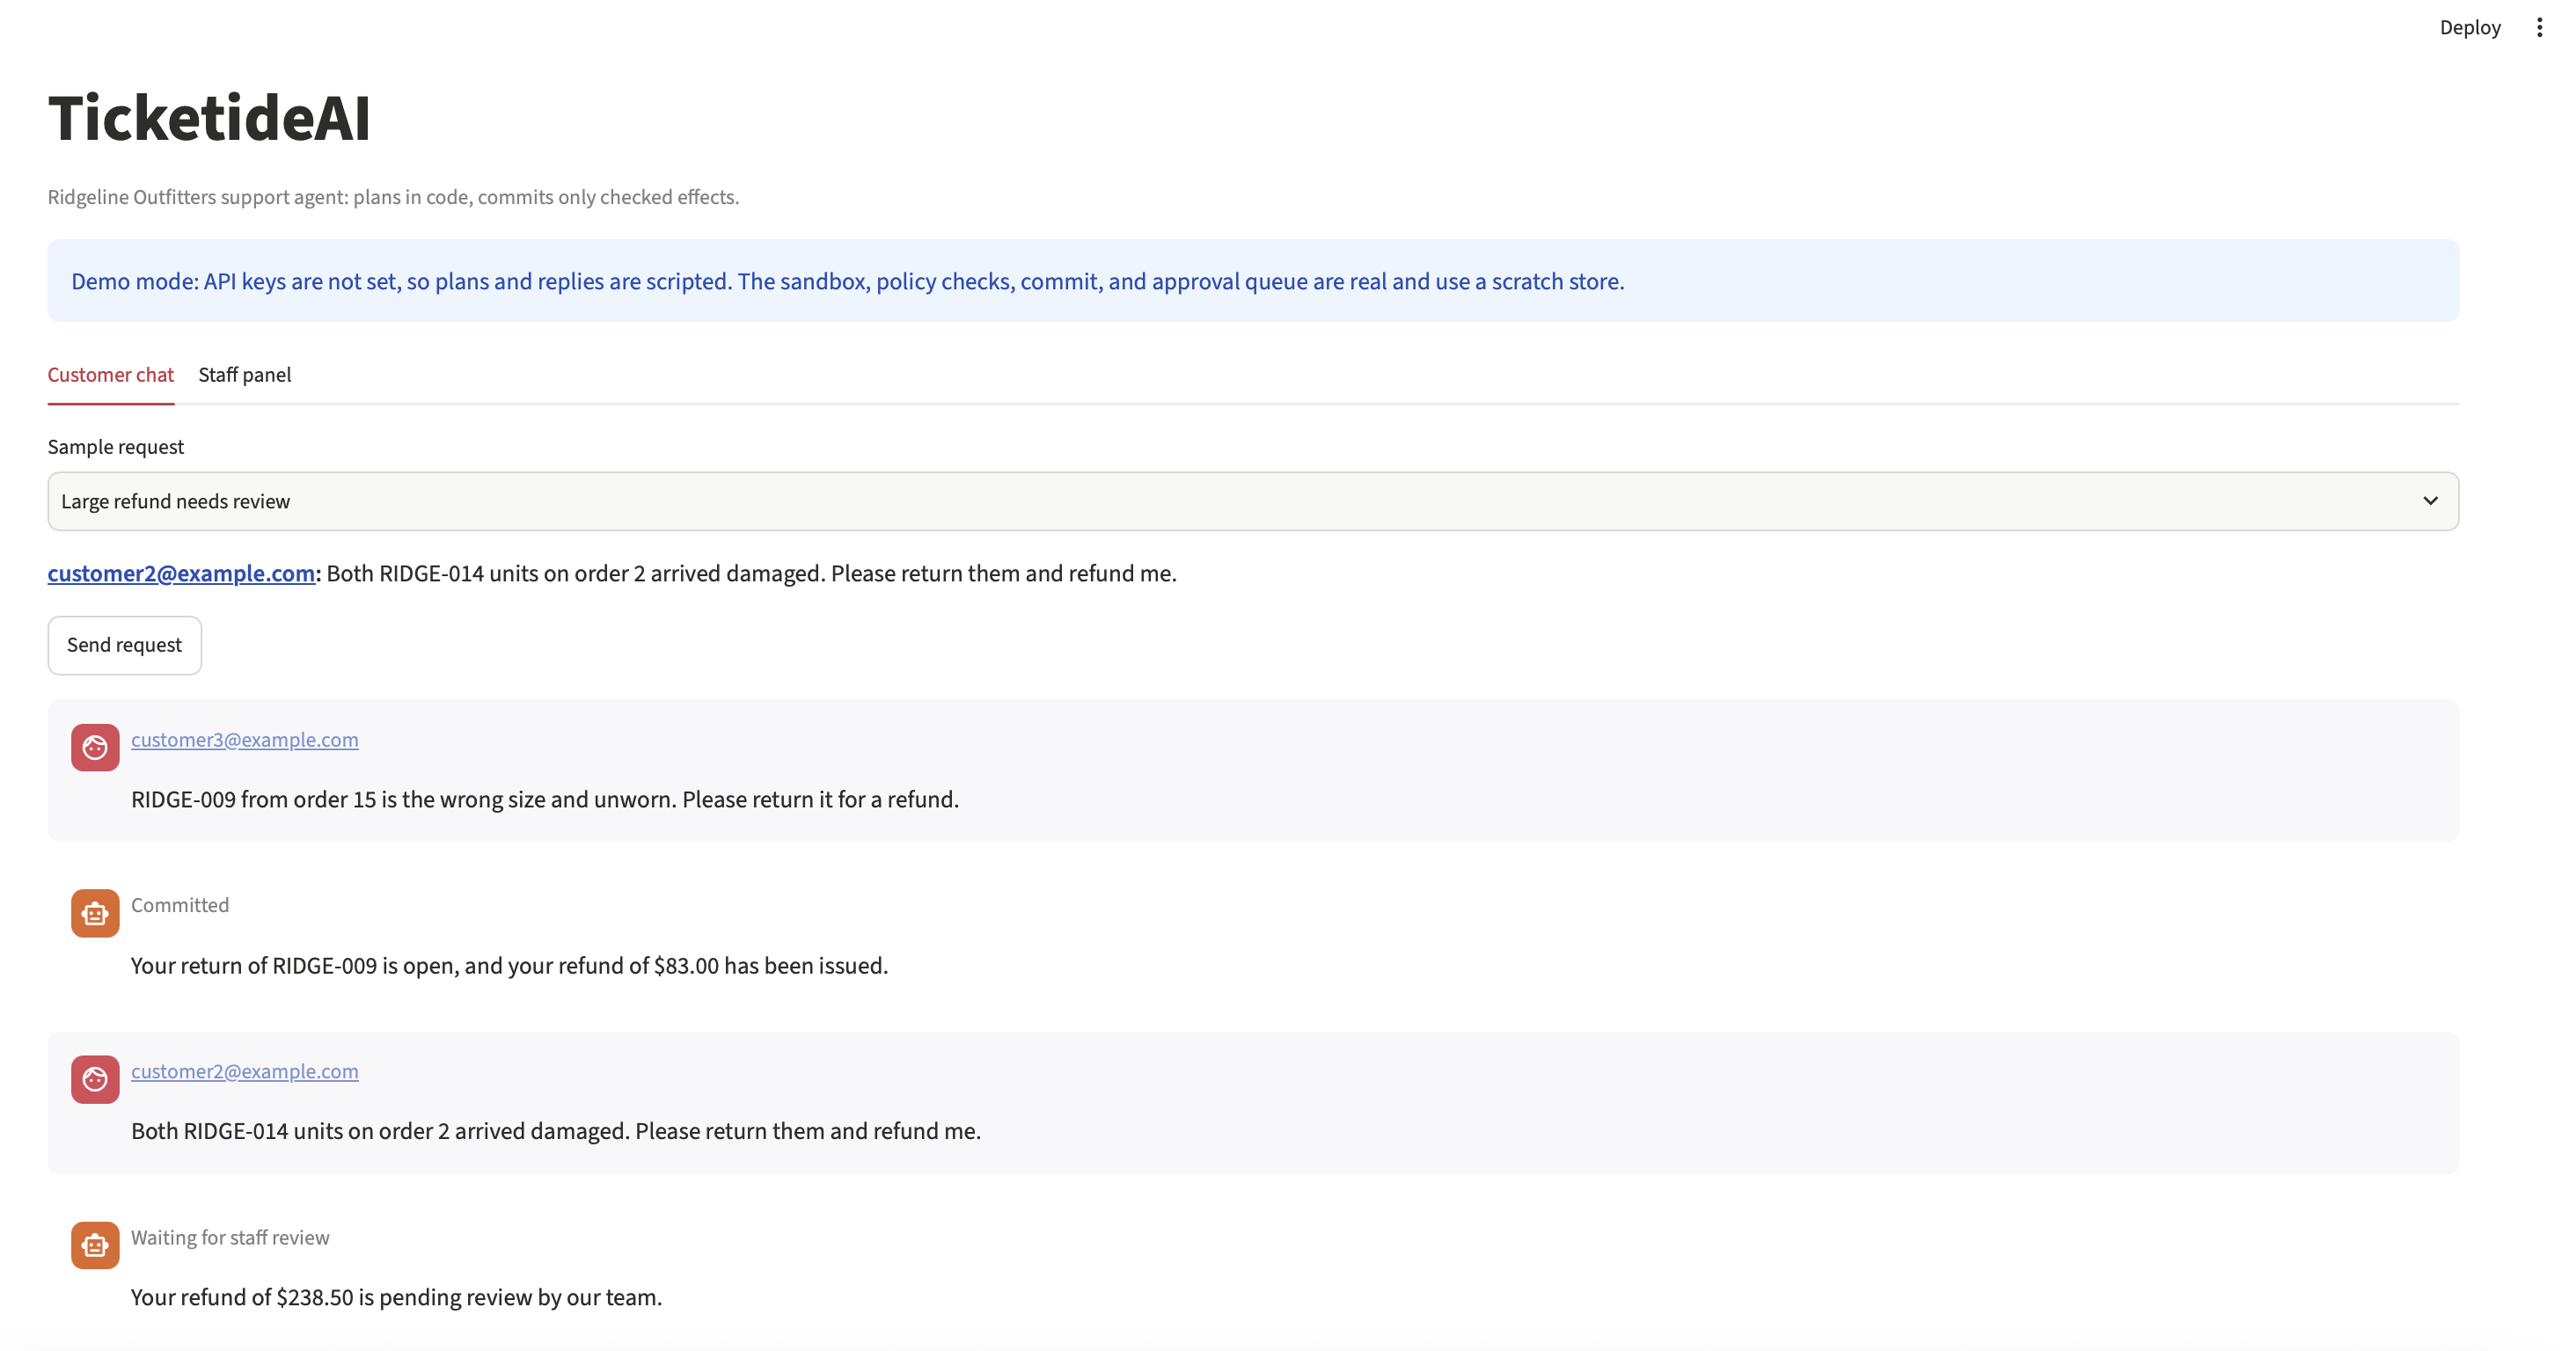 Deploy
TicketideAI
Ridgeline Outfitters support agent: plans in code, commits only checked effects.
Demo mode: API keys are not set, so plans and replies are scripted. The sandbox, policy checks, commit, and approval queue are real and use a scratch store.
Customer chat Staff panel
Sample request
Large refund needs review
customer2@example.com: Both RIDGE-014 units on order 2 arrived damaged. Please return them and refund me.
Send request
customer3@example.com
RIDGE-009 from order 15 is the wrong size and unworn. Please return it for a refund.
Committed
Your return of RIDGE-009 is open, and your refund of $83.00 has been issued.
customer2@example.com
Both RIDGE-014 units on order 2 arrived damaged. Please return them and refund me.
Waiting for staff review
Your refund of $238.50 is pending review by our team.